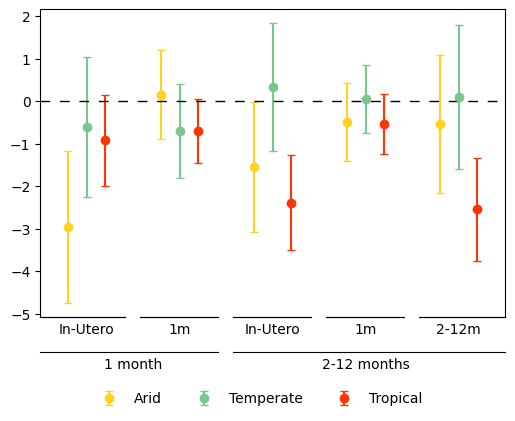 2
1
0
−1
−2
−3
−4
−5
In-Utero 1m In-Utero 1m 2-12m
1 month 2-12 months
Arid Temperate Tropical